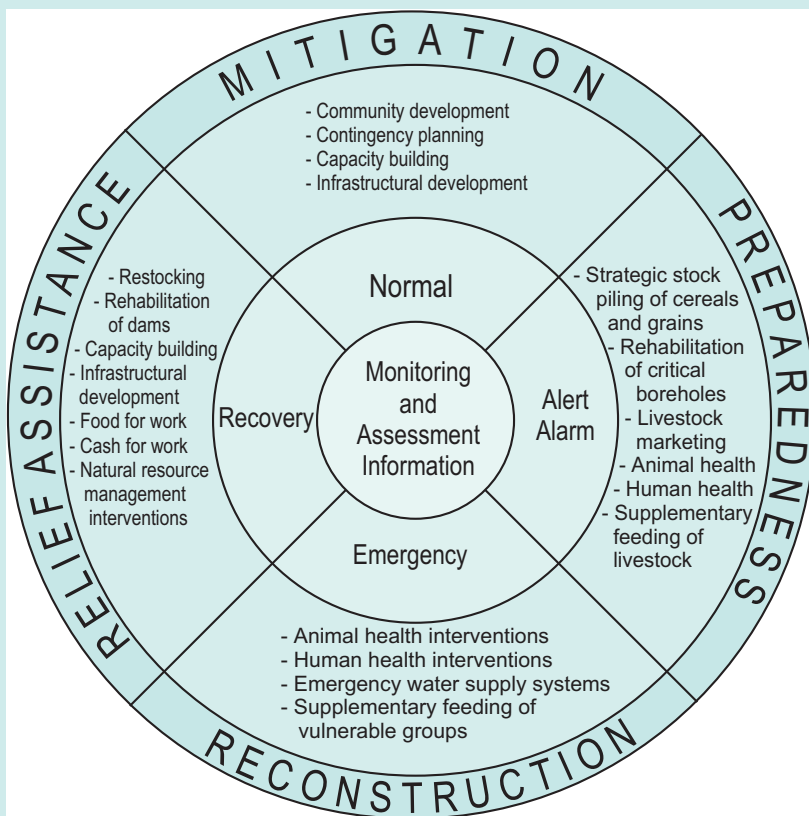 MITIGATION
- Community development
- Contingency planning
- Capacity building
- Infrastructural development
PREPAREDNESS
- Strategic stock
piling of cereals
and grains
- Rehabilitation
of critical
boreholes
- Livestock
marketing
- Animal health
- Human health
- Supplementary
feeding of
livestock
RECONSTRUCTION
- Animal health interventions
- Human health interventions
- Emergency water supply systems
- Supplementary feeding of
vulnerable groups
RELIEF ASSISTANCE
- Restocking
- Rehabilitation
of dams
- Capacity building
- Infrastructural
development
- Food for work
- Cash for work
- Natural resource
management
interventions
Normal
Alert
Alarm
Emergency
Recovery
Monitoring
and
Assessment
Information